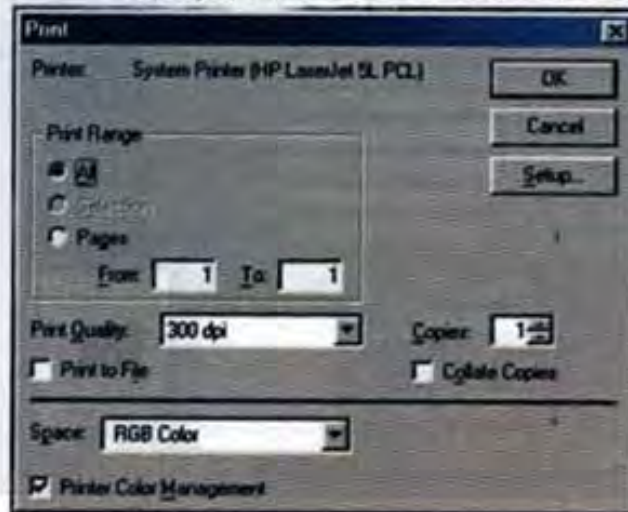 Print
Printer: System Printer (HP LaserJet 5L PCL)
OK
Cancel
Setup...
Print Range
All
Selection
Pages
From: 1 To: 1
Print Quality: 300 dpi
Copies: 1
Print to File
Collate Copies
Space: RGB Color
Printer Color Management